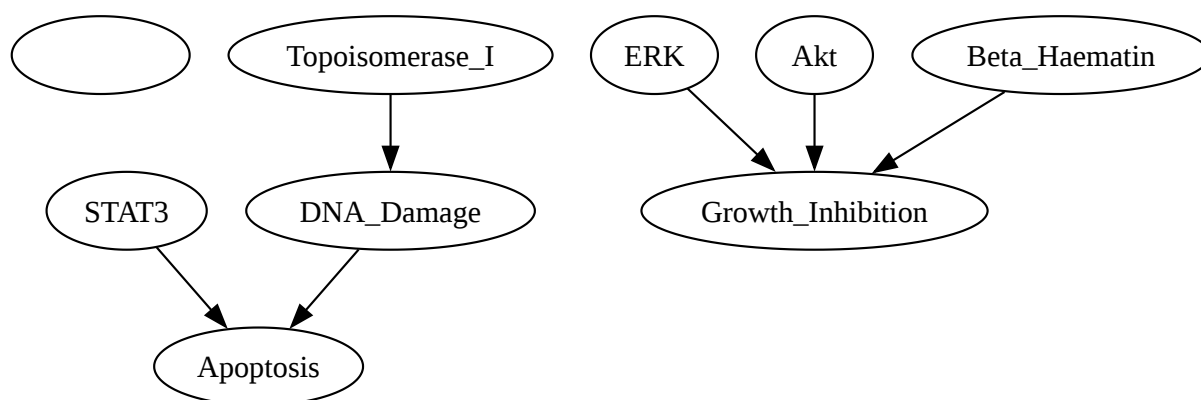 Topoisomerase_I
ERK
Akt
Beta_Haematin
STAT3
DNA_Damage
Growth_Inhibition
Apoptosis